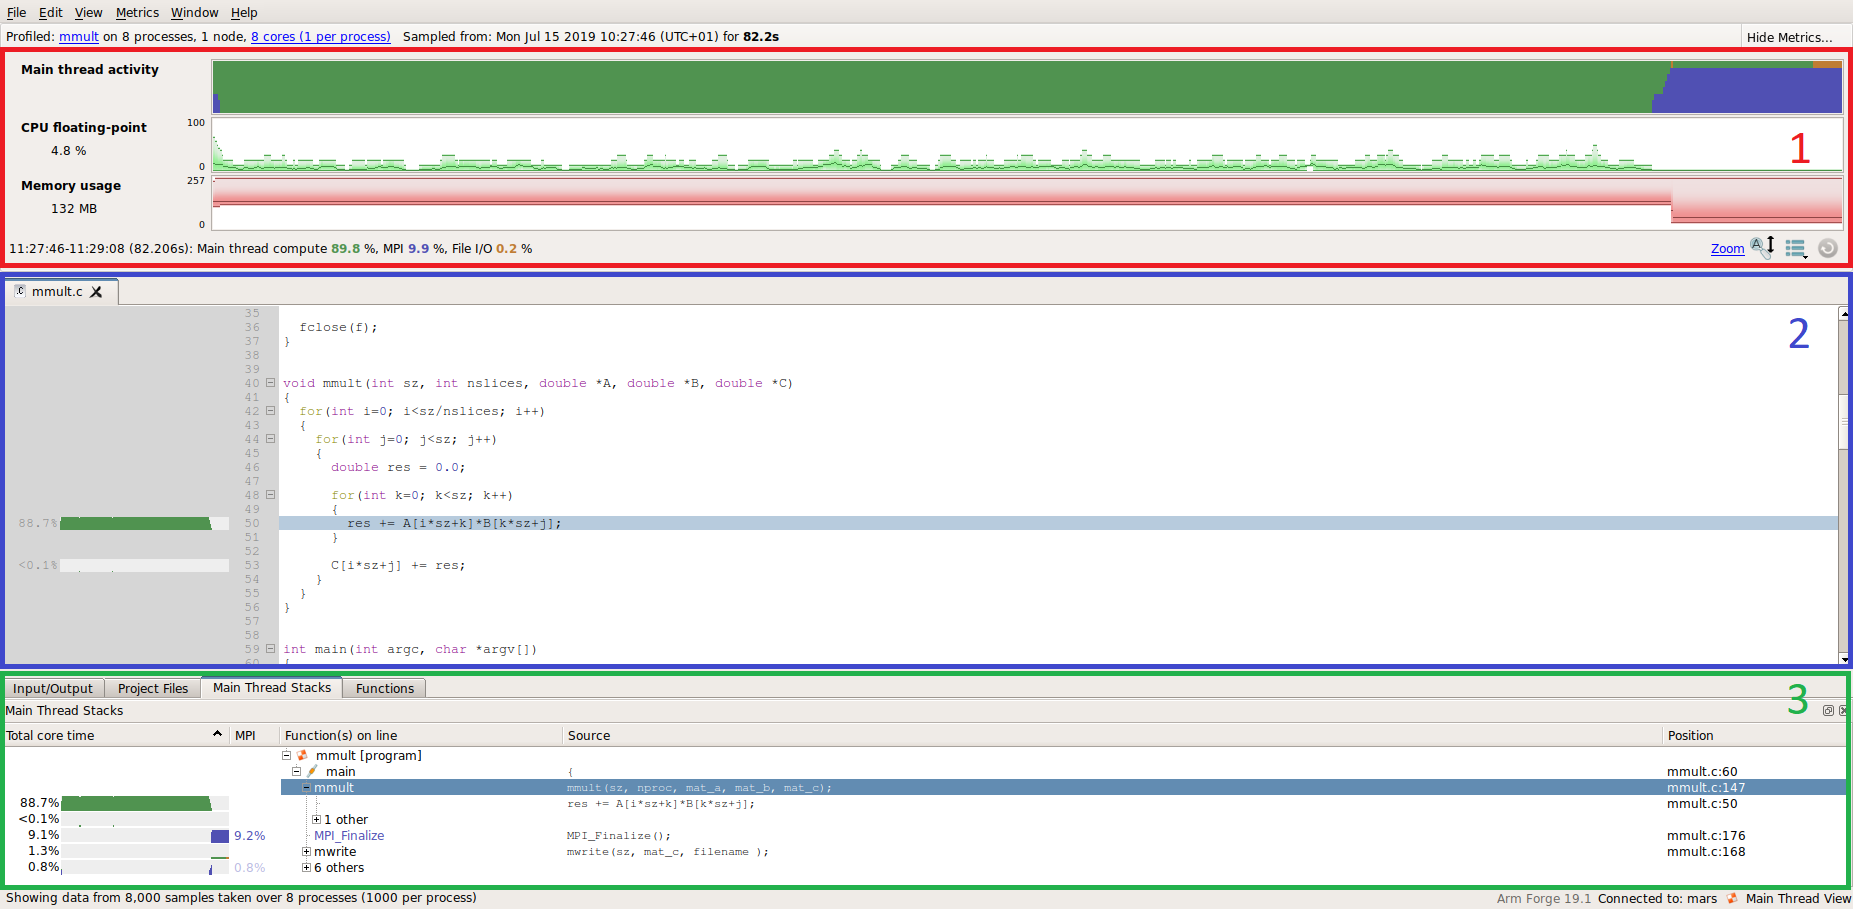 File Edit View Metrics Window Help
Profiled: mmult on 8 processes, 1 node, 8 cores (1 per process) Sampled from: Mon Jul 15 2019 10:27:46 (UTC+01) for 82.2s Hide Metrics...
Main thread activity
CPU floating-point 100
4.8 % 0
1
Memory usage 257
132 MB 0
11:27:46-11:29:08 (82.206s): Main thread compute 89.8 %, MPI 9.9 %, File I/O 0.2 % Zoom
mmult.c
2
35
36 fclose(f);
37 }
38
39
40 void mmult(int sz, int nslices, double *A, double *B, double *C)
41 {
42 for(int i=0; i<sz/nslices; i++)
43 {
44 for(int j=0; j<sz; j++)
45 {
46 double res = 0.0;
47
48 for(int k=0; k<sz; k++)
49 {
88.7% 50 res += A[i*sz+k]*B[k*sz+j];
51 }
52
<0.1% 53 C[i*sz+j] += res;
54 }
55 }
56 }
57
58
59 int main(int argc, char *argv[])
60 {
Input/Output Project Files Main Thread Stacks Functions
3
Main Thread Stacks
Total core time MPI Function(s) on line Source Position
mmult [program]
main { mmult.c:60
mmult mmult(sz, nproc, mat_a, mat_b, mat_c); mmult.c:147
88.7% res += A[i*sz+k]*B[k*sz+j]; mmult.c:50
<0.1% 1 other
9.1% 9.2% MPI_Finalize MPI_Finalize(); mmult.c:176
1.3% mwrite mwrite(sz, mat_c, filename ); mmult.c:168
0.8% 0.8% 6 others
Showing data from 8,000 samples taken over 8 processes (1000 per process) Arm Forge 19.1 Connected to: mars Main Thread View